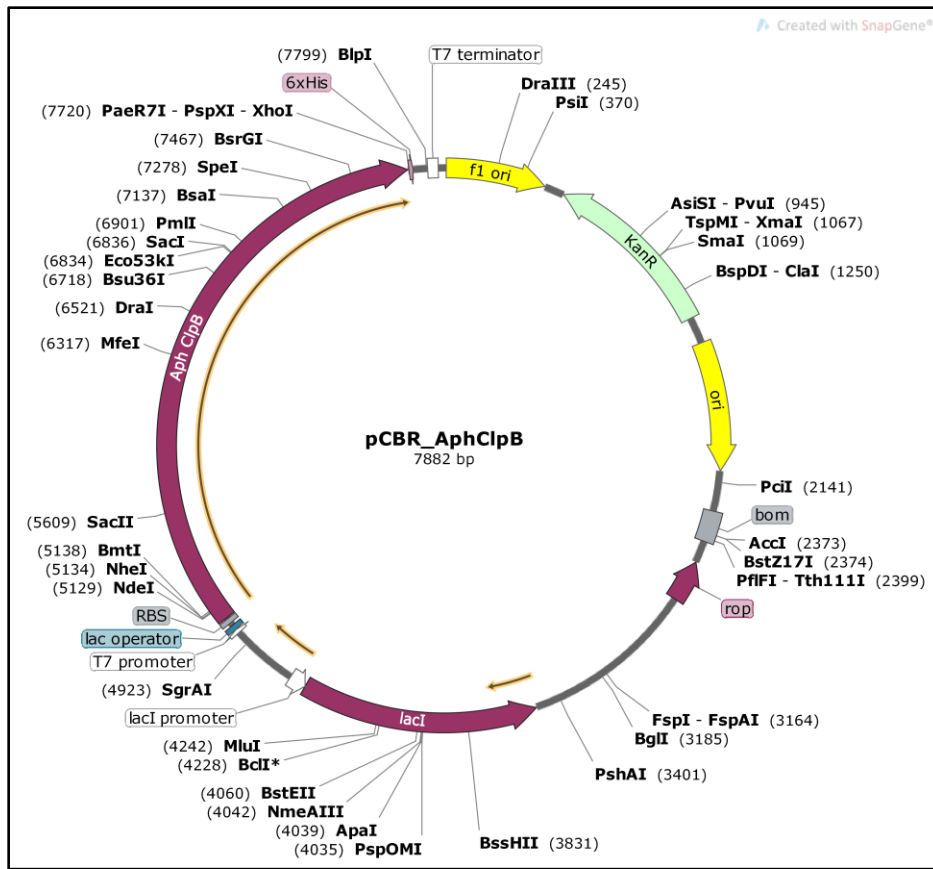 Created with SnapGene®
(7799) BlpI
T7 terminator
6xHis
DraIII (245)
PsiI (370)
(7720) PaeR7I - PspXI - XhoI
(7467) BsrGI
(7278) SpeI
(7137) BsaI
(6901) PmlI
(6836) SacI
(6834) Eco53kI
(6718) Bsu36I
(6521) DraI
(6317) MfeI
f1 ori
AsiSI - PvuI (945)
TspMI - XmaI (1067)
SmaI (1069)
KanR
BspDI - ClaI (1250)
Aph ClpB
ori
pCBR_AphClpB
7882 bp
PciI (2141)
bom
AccI (2373)
BstZ17I (2374)
PflFI - Tth111I (2399)
rop
(5609) SacII
(5138) BmtI
(5134) NheI
(5129) NdeI
RBS
lac operator
T7 promoter
(4923) SgrAI
lacI promoter
lacI
FspI - FspAI (3164)
BglI (3185)
PshAI (3401)
(4242) MluI
(4228) BclI*
(4060) BstEII
(4042) NmeAIII
(4039) ApaI
(4035) PspOMI
BssHII (3831)